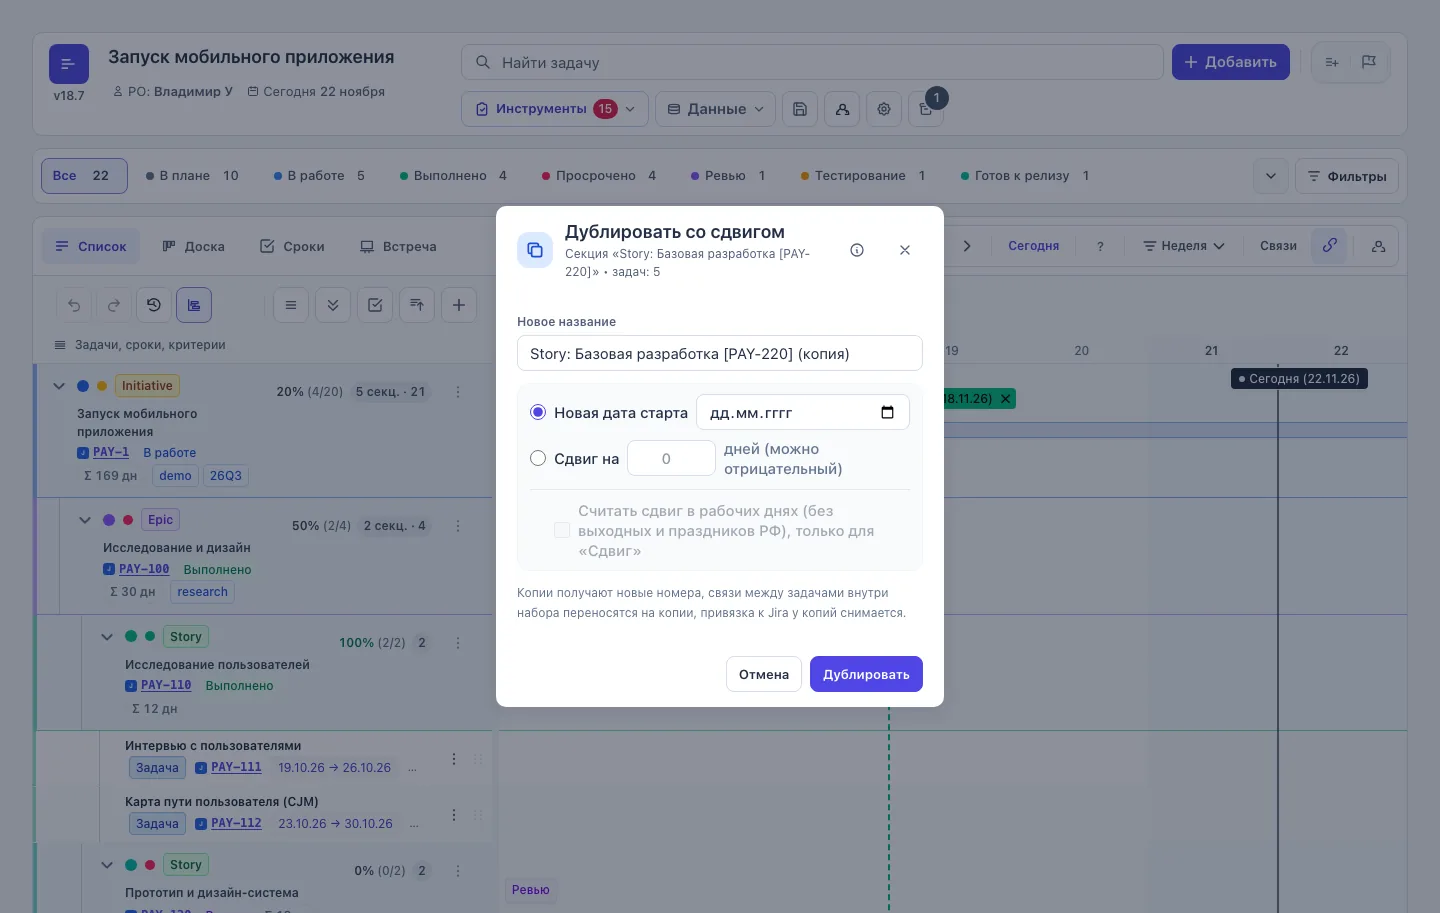 Запуск мобильного приложения
v18.7
РО: Владимир У
Сегодня 22 ноября
Найти задачу
Добавить
Инструменты 15
Данные
1
Все 22
В плане 10
В работе 5
Выполнено 4
Просрочено 4
Ревью 1
Тестирование 1
Готов к релизу 1
Фильтры
Список
Доска
Сроки
Встреча
Сегодня
?
Неделя
Связи
Задачи, сроки, критерии
19 20 21 22
Сегодня (22.11.26)
18.11.26)
Initiative
20% (4/20) 5 секц. · 21
Запуск мобильного
приложения
PAY-1 В работе
Σ 169 дн demo 26Q3
Epic
50% (2/4) 2 секц. · 4
Исследование и дизайн
PAY-100 Выполнено
Σ 30 дн research
Story
100% (2/2) 2
Исследование пользователей
PAY-110 Выполнено
Σ 12 дн
Интервью с пользователями
Задача PAY-111 19.10.26 → 26.10.26 ...
Карта пути пользователя (CJM)
Задача PAY-112 23.10.26 → 30.10.26 ...
Story
0% (0/2) 2
Прототип и дизайн-система
Ревью
Дублировать со сдвигом
Секция «Story: Базовая разработка [PAY-
220]» • задач: 5
Новое название
Story: Базовая разработка [PAY-220] (копия)
Новая дата старта дд.мм.гггг
Сдвиг на 0 дней (можно
отрицательный)
Считать сдвиг в рабочих днях (без
выходных и праздников РФ), только для
«Сдвиг»
Копии получают новые номера, связи между задачами внутри
набора переносятся на копии, привязка к Jira у копий снимается.
Отмена
Дублировать